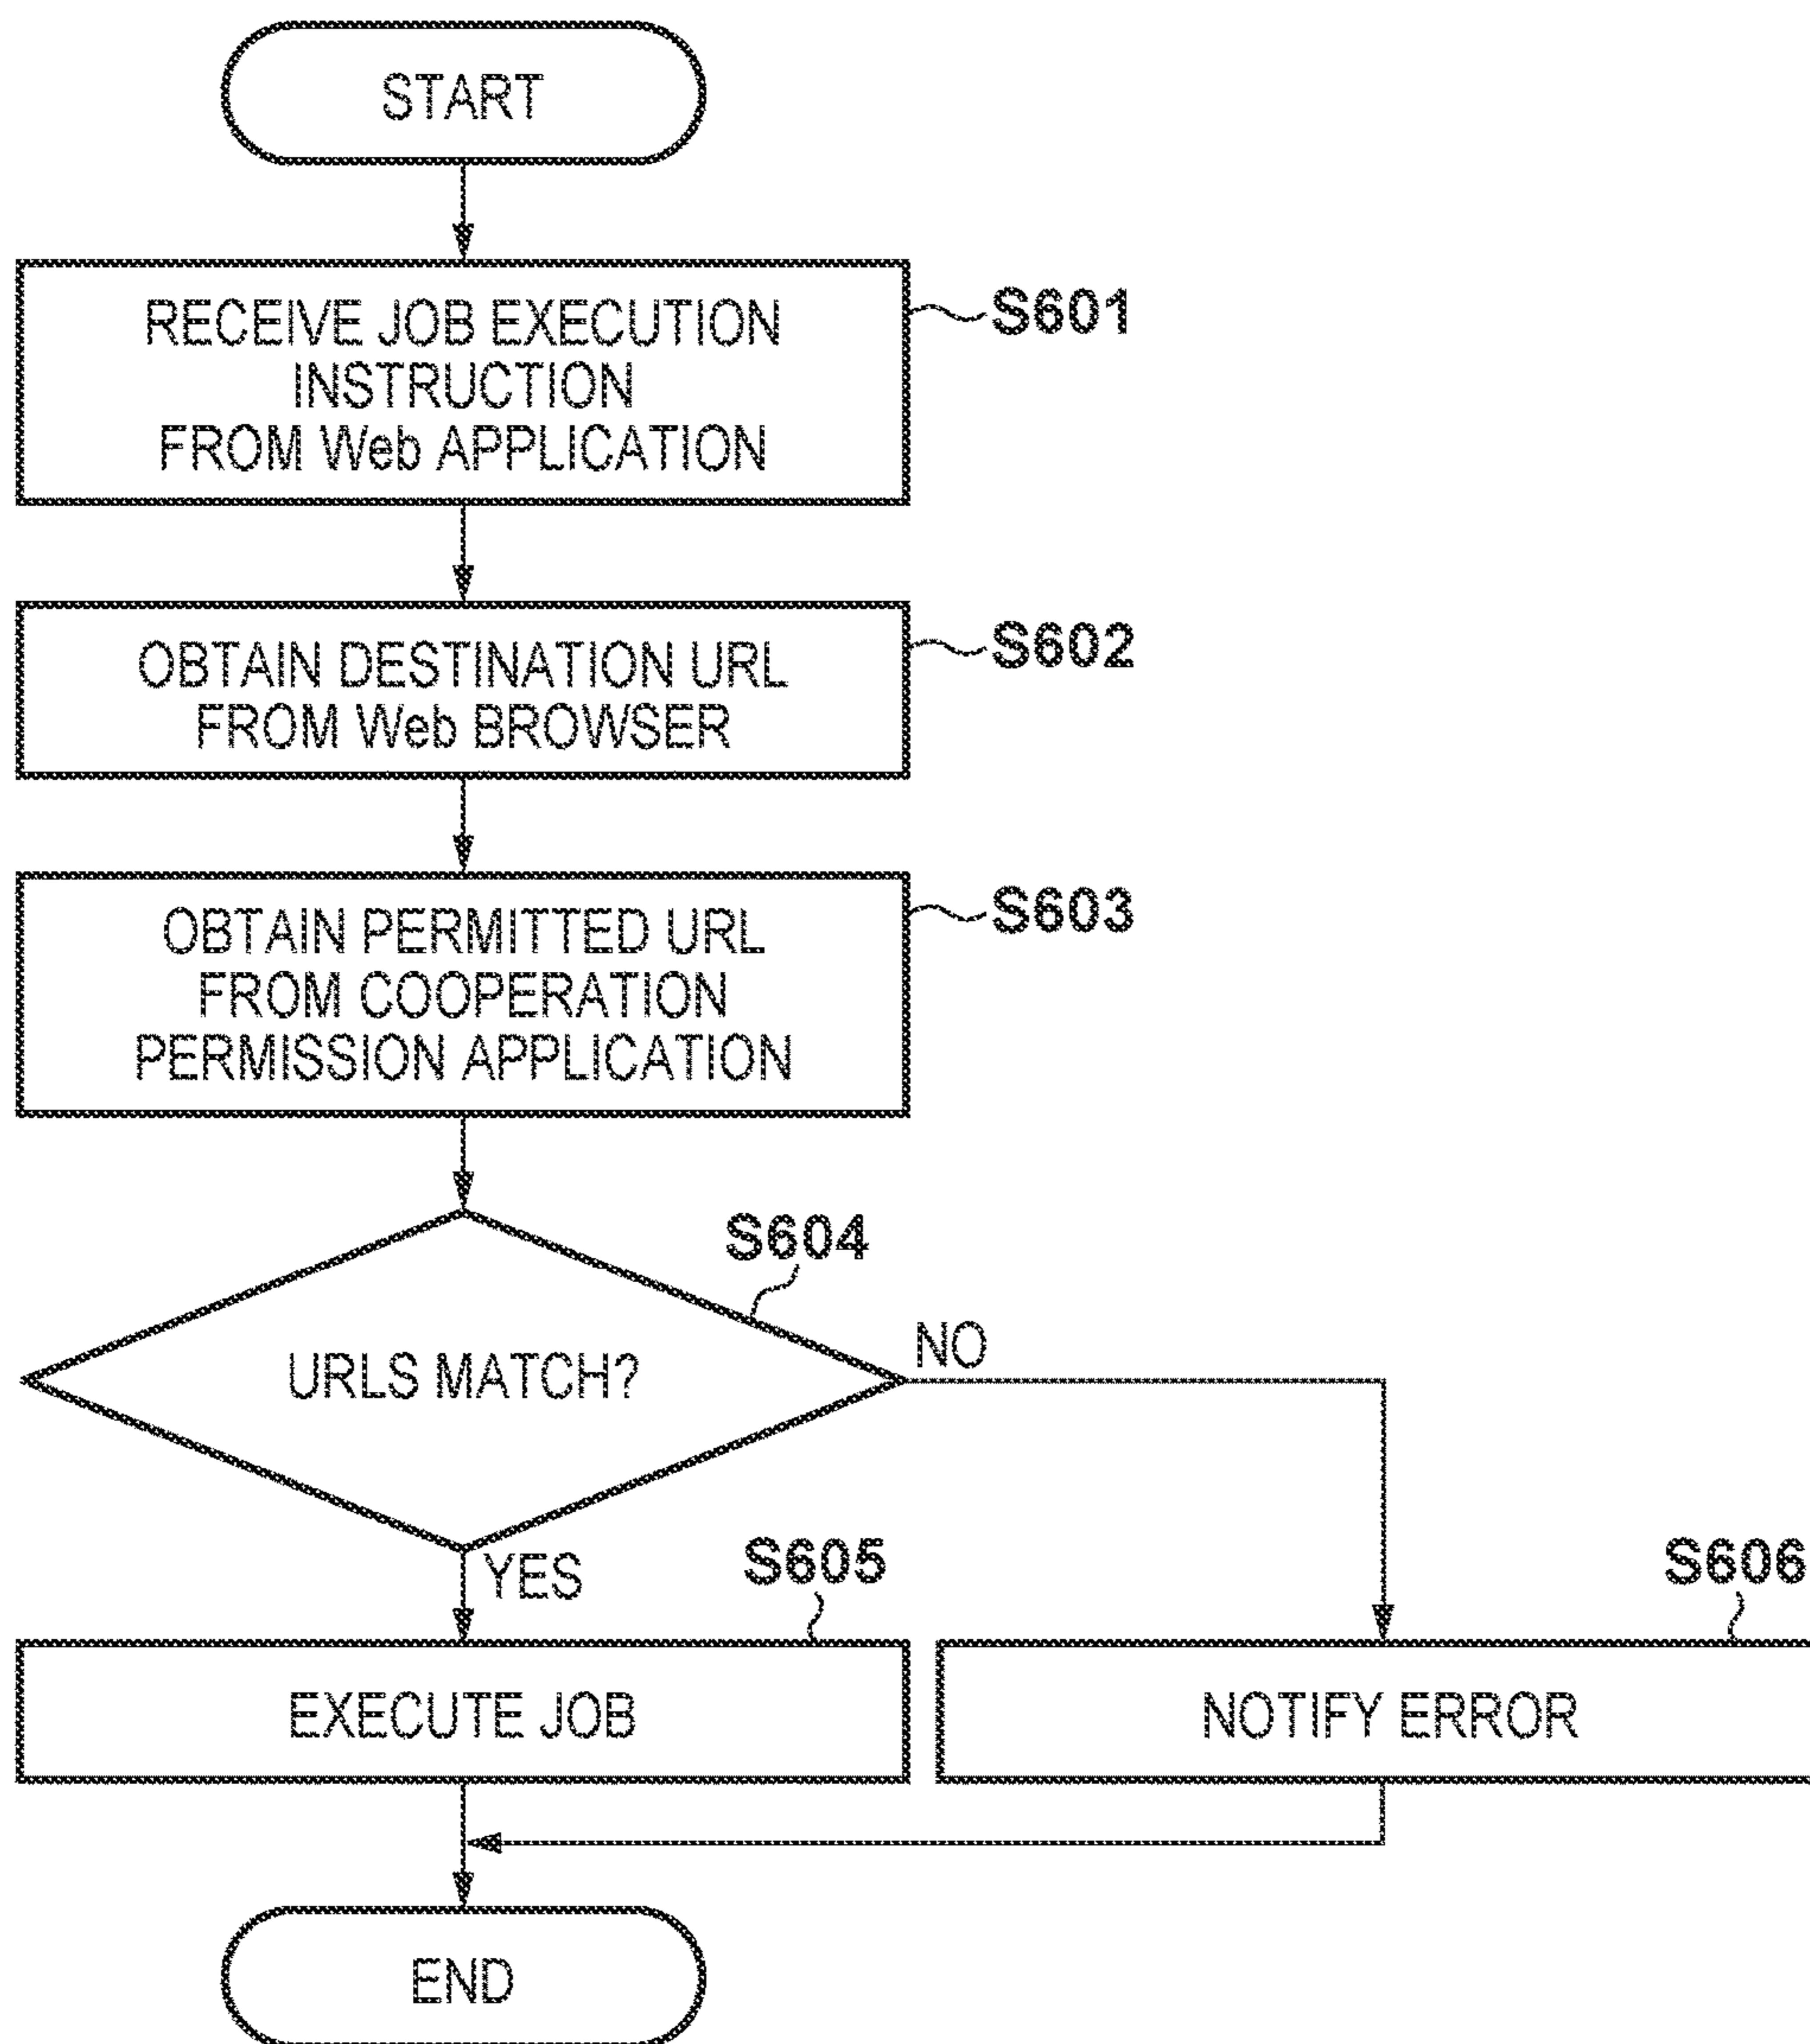 START
RECEIVE JOB EXECUTION
INSTRUCTION
FROM Web APPLICATION
S601
OBTAIN DESTINATION URL
FROM Web BROWSER
S602
OBTAIN PERMITTED URL
FROM COOPERATION
PERMISSION APPLICATION
S603
S604
URLS MATCH?
NO
YES
S605
EXECUTE JOB
S606
NOTIFY ERROR
END